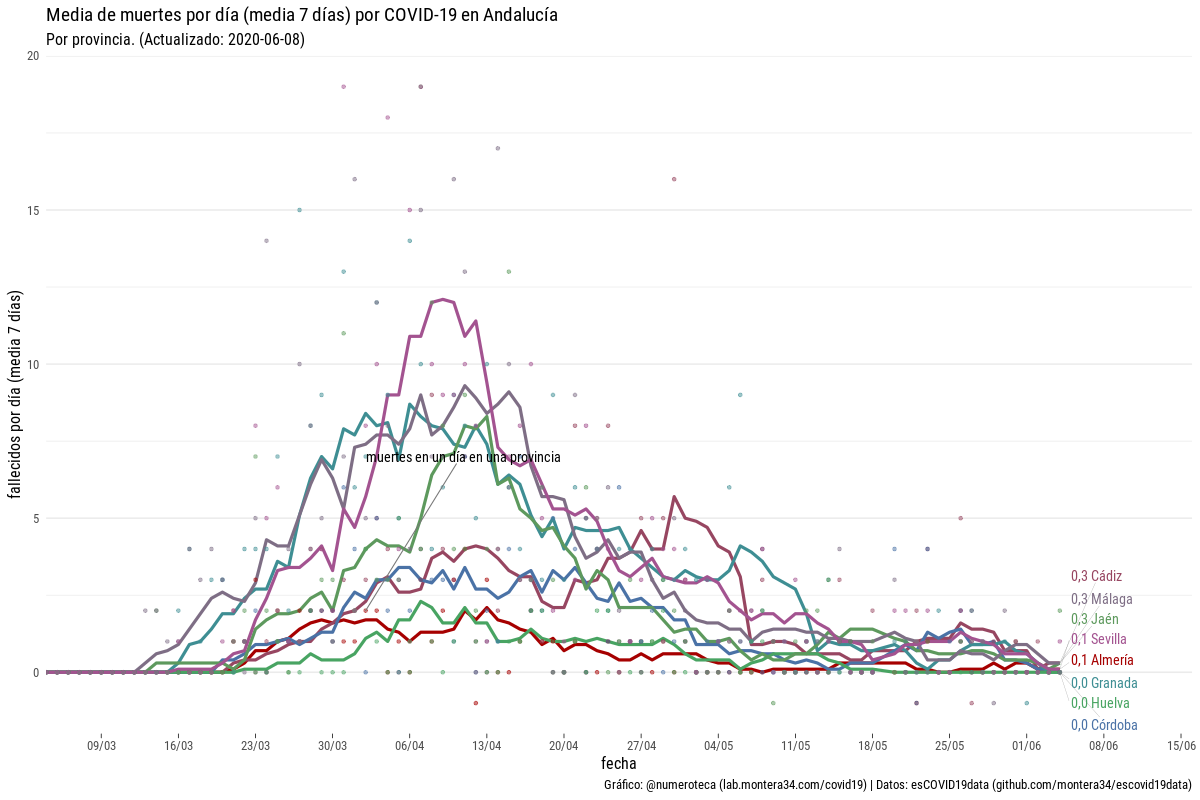 Media de muertes por día (media 7 días) por COVID-19 en Andalucía
Por provincia. (Actualizado: 2020-06-08)
fallecidos por día (media 7 días)
20
15
10
5
0
muertes en un día en una provincia
0,3 Cádiz
0,3 Málaga
0,3 Jaén
0,1 Sevilla
0,1 Almería
0,0 Granada
0,0 Huelva
0,0 Córdoba
09/03 16/03 23/03 30/03 06/04 13/04 20/04 27/04 04/05 11/05 18/05 25/05 01/06 08/06 15/06
fecha
Gráfico: @numeroteca (lab.montera34.com/covid19) | Datos: esCOVID19data (github.com/montera34/escovid19data)